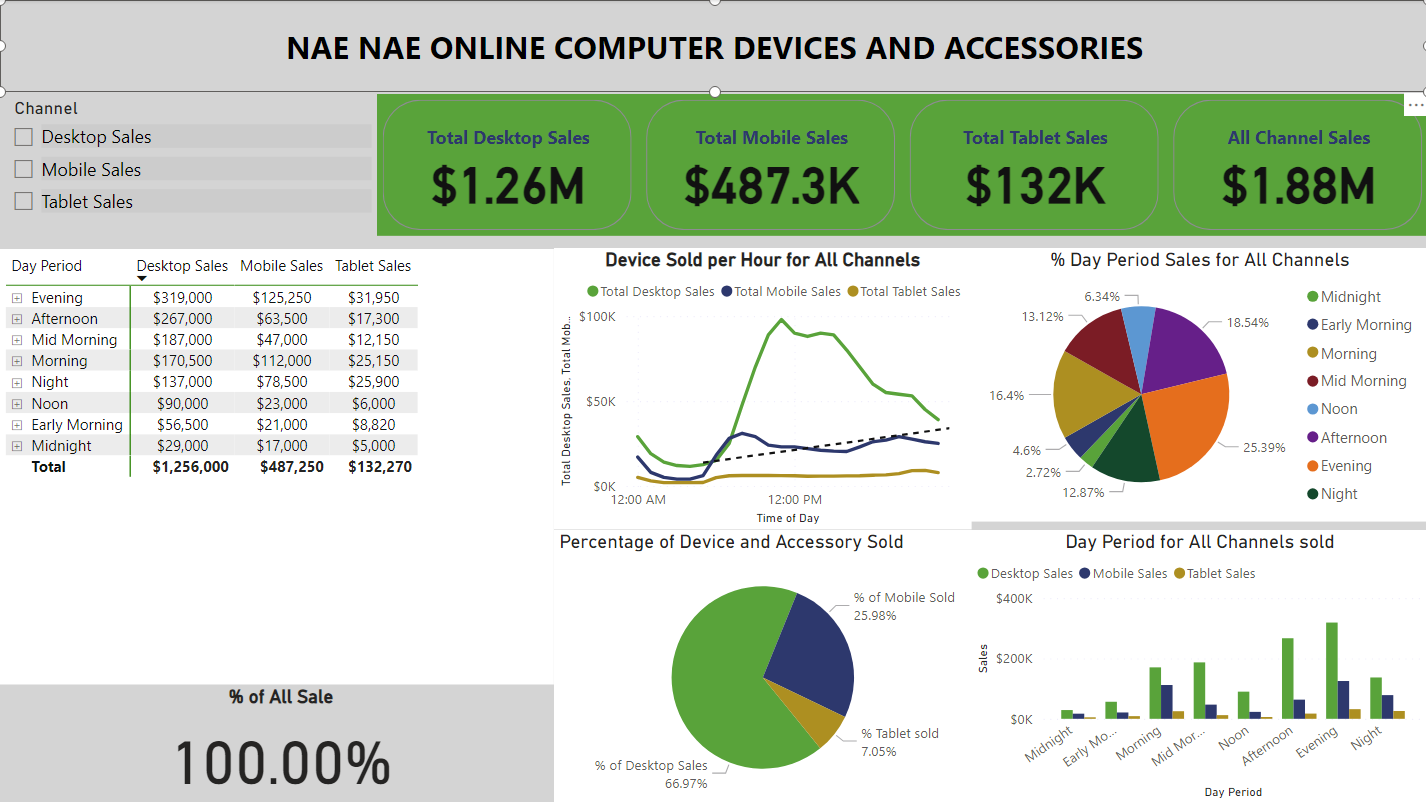 NAE NAE ONLINE COMPUTER DEVICES AND ACCESSORIES
Channel
Desktop Sales
Mobile Sales
Tablet Sales
Total Desktop Sales
$1.26M
Total Mobile Sales
$487.3K
Total Tablet Sales
$132K
All Channel Sales
$1.88M
Day Period Desktop Sales Mobile Sales Tablet Sales
Evening $319,000 $125,250 $31,950
Afternoon $267,000 $63,500 $17,300
Mid Morning $187,000 $47,000 $12,150
Morning $170,500 $112,000 $25,150
Night $137,000 $78,500 $25,900
Noon $90,000 $23,000 $6,000
Early Morning $56,500 $21,000 $8,820
Midnight $29,000 $17,000 $5,000
Total $1,256,000 $487,250 $132,270
% of All Sale
100.00%
Device Sold per Hour for All Channels
Total Desktop Sales Total Mobile Sales Total Tablet Sales
Total Desktop Sales. Total Mob...
$100K
$50K
$0K
12:00 AM 12:00 PM
Time of Day
% Day Period Sales for All Channels
6.34%
13.12%
18.54%
16.4%
4.6%
2.72%
12.87%
25.39%
Midnight
Early Morning
Morning
Mid Morning
Noon
Afternoon
Evening
Night
Percentage of Device and Accessory Sold
% of Mobile Sold
25.98%
% Tablet sold
7.05%
% of Desktop Sales
66.97%
Day Period for All Channels sold
Desktop Sales Mobile Sales Tablet Sales
Sales
$400K
$200K
$0K
Midnight Early Mo... Morning Mid Mor... Noon Afternoon Evening Night
Day Period